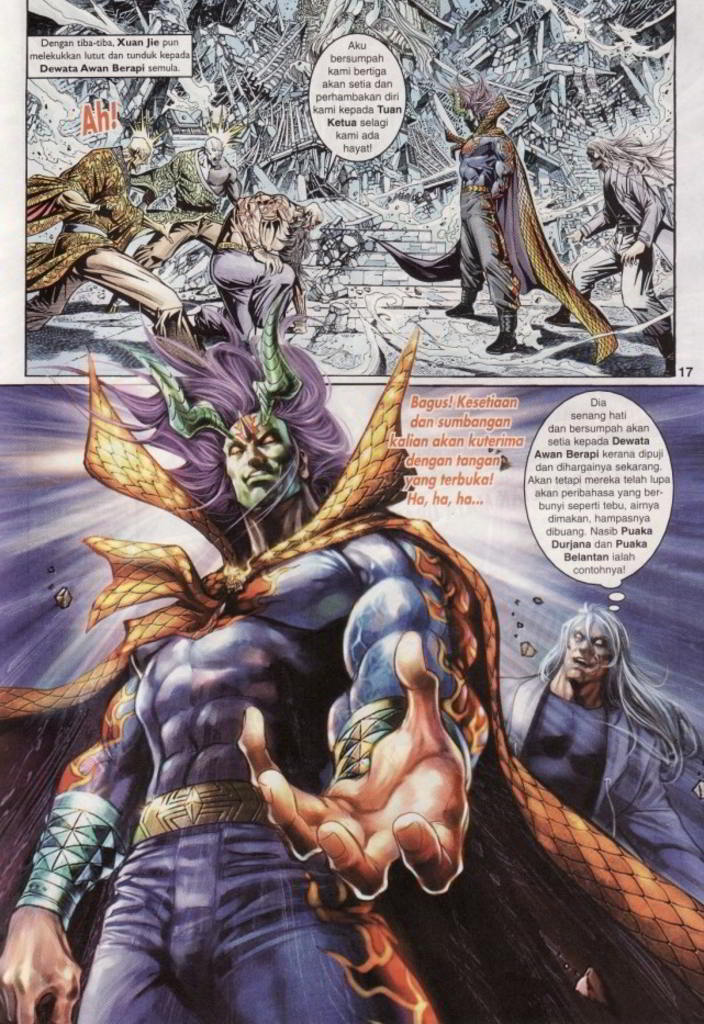 Dengan tiba-tiba, Xuan Jie pun
melekukkan lutut dan tunduk kepada
Dewata Awan Berapi semula.
Ah!
Aku
bersumpah
kami bertiga
akan setia dan
perhambakan diri
kami kepada Tuan
Ketua selagi
kami ada
hayat!
17
Bagus! Kesetiaan
dan sumbangan
kalian akan kuterima
dengan tangan
yang terbuka!
Ha, ha, ha...
Dia
senang hati
dan bersumpah akan
setia kepada Dewata
Awan Berapi kerana dipuji
dan dihargainya sekarang.
Akan tetapi mereka telah lupa
akan peribahasa yang ber-
bunyi seperti tebu, airnya
dimakan, hampasnya
dibuang. Nasib Puaka
Durjana dan Puaka
Belantan ialah
contohnya!